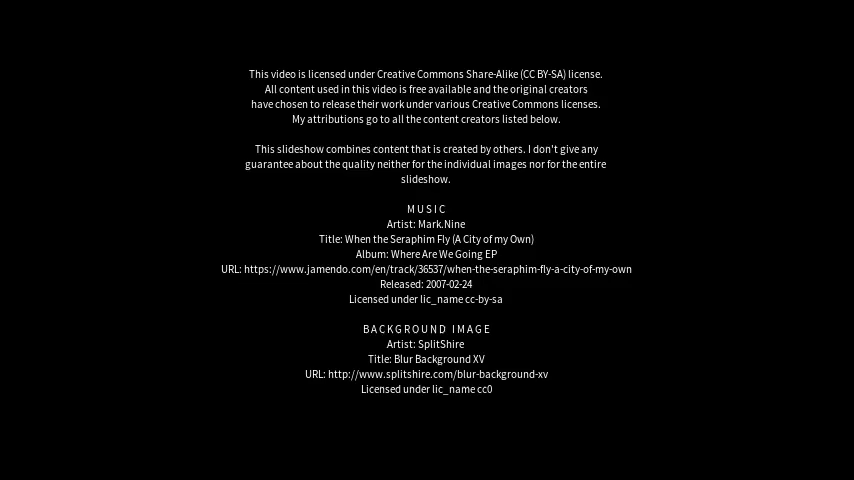 This video is licensed under Creative Commons Share-Alike (CC BY-SA) license.
All content used in this video is free available and the original creators
have chosen to release their work under various Creative Commons licenses.
My attributions go to all the content creators listed below.
This slideshow combines content that is created by others. I don't give any
guarantee about the quality neither for the individual images nor for the entire
slideshow.
MUSIC
Artist: Mark.Nine
Title: When the Seraphim Fly (A City of my Own)
Album: Where Are We Going EP
URL: https://www.jamendo.com/en/track/36537/when-the-seraphim-fly-a-city-of-my-own
Released: 2007-02-24
Licensed under lic_name cc-by-sa
BACKGROUND IMAGE
Artist: SplitShire
Title: Blur Background XV
URL: http://www.splitshire.com/blur-background-xv
Licensed under lic_name cc0